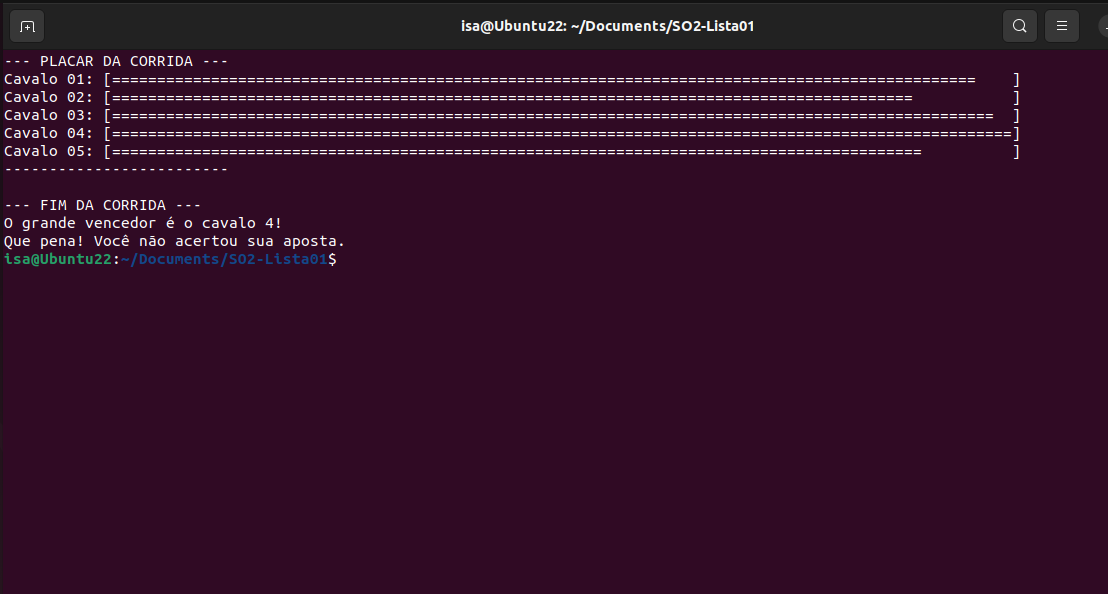 isa@Ubuntu22: ~/Documents/SO2-Lista01
--- PLACAR DA CORRIDA ---
Cavalo 01: [================================================================================================    ]
Cavalo 02: [=========================================================================================           ]
Cavalo 03: [==================================================================================================  ]
Cavalo 04: [====================================================================================================]
Cavalo 05: [==========================================================================================          ]
-------------------------
--- FIM DA CORRIDA ---
O grande vencedor é o cavalo 4!
Que pena! Você não acertou sua aposta.
isa@Ubuntu22:~/Documents/SO2-Lista01$